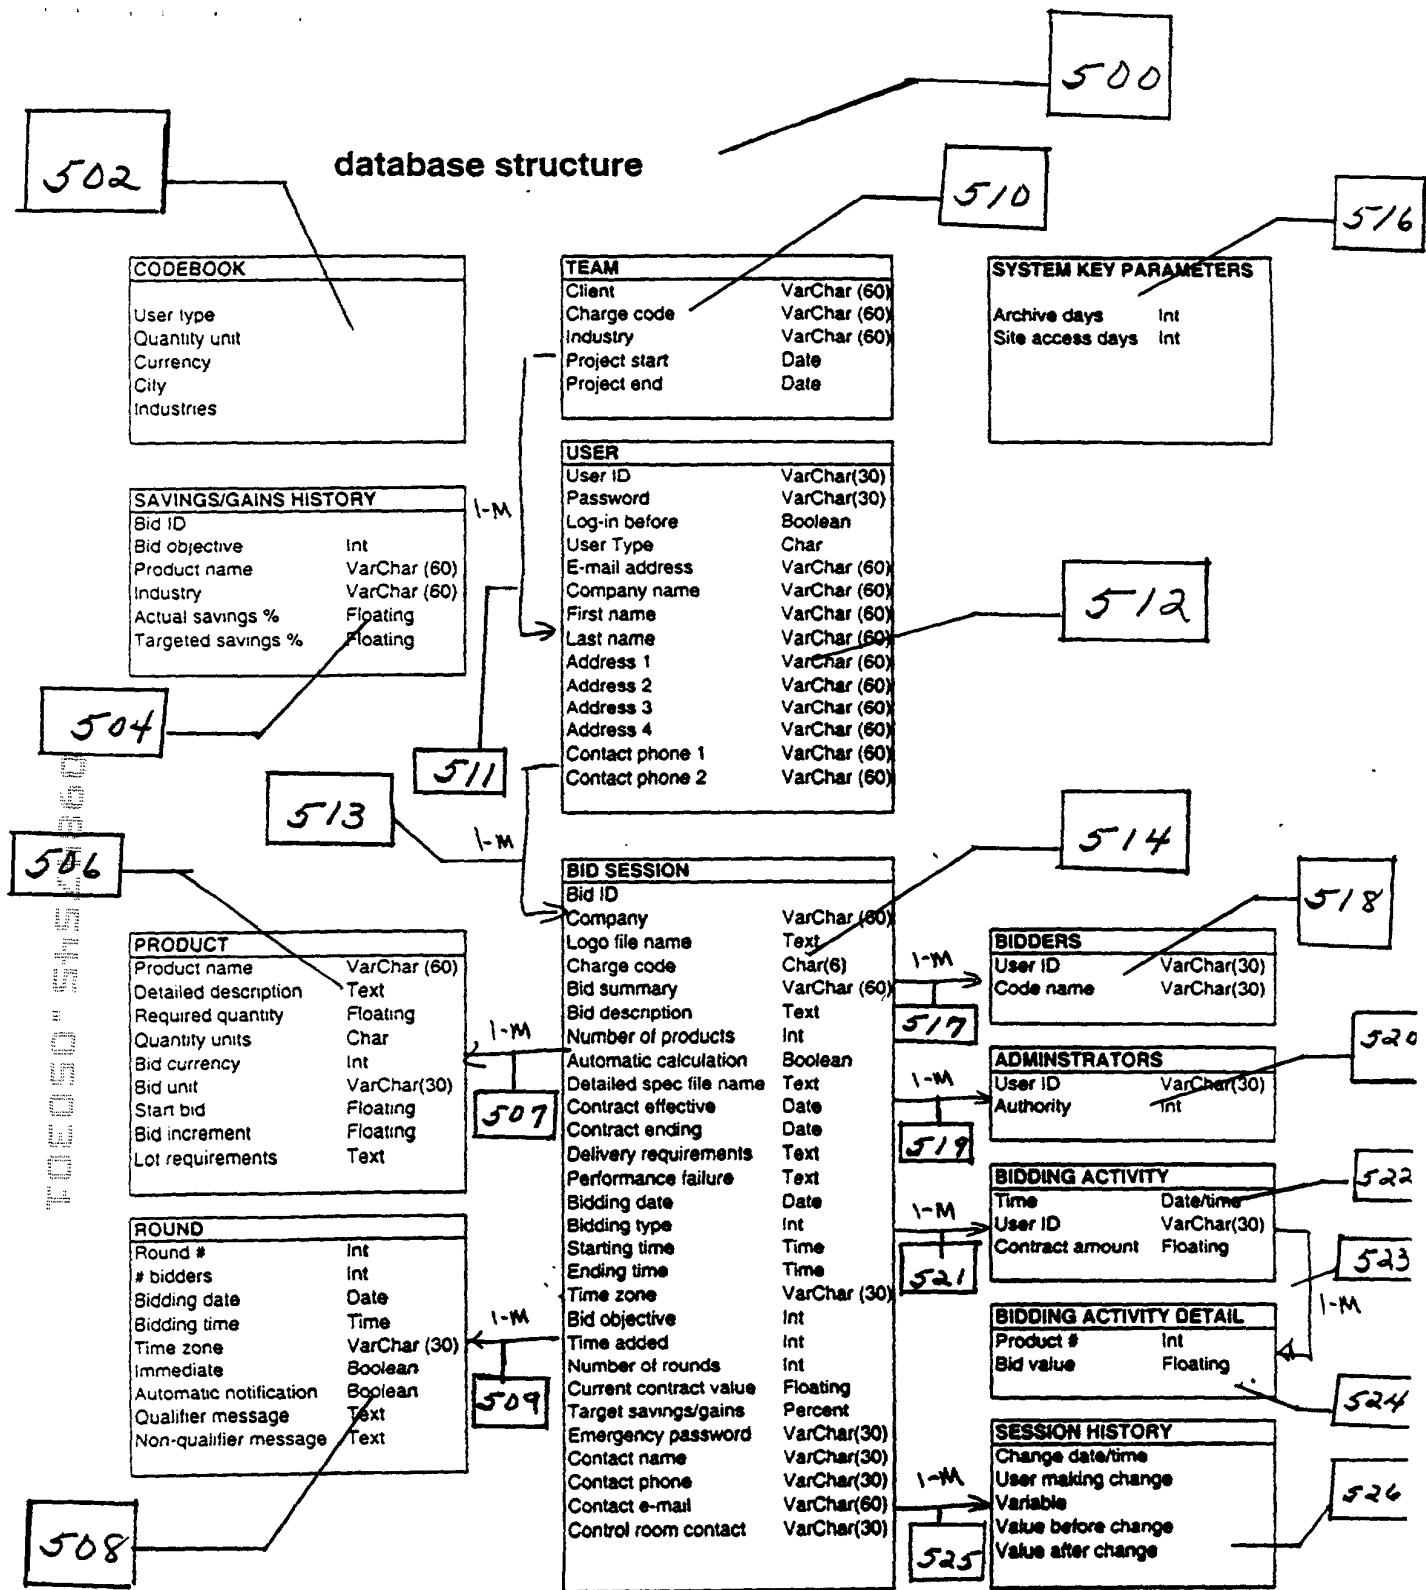 500
502
database structure
510
516
CODEBOOK
User type
Quantity unit
Currency
City
Industries
TEAM
Client VarChar (60)
Charge code VarChar (60)
Industry VarChar (60)
Project start Date
Project end Date
SYSTEM KEY PARAMETERS
Archive days Int
Site access days Int
SAVINGS/GAINS HISTORY
Bid ID
Bid objective Int
Product name VarChar (60)
Industry VarChar (60)
Actual savings % Floating
Targeted savings % Floating
1-M
USER
User ID VarChar(30)
Password VarChar(30)
Log-in before Boolean
User Type Char
E-mail address VarChar (60)
Company name VarChar (60)
First name VarChar (60)
Last name VarChar (60)
Address 1 VarChar (60)
Address 2 VarChar (60)
Address 3 VarChar (60)
Address 4 VarChar (60)
Contact phone 1 VarChar (60)
Contact phone 2 VarChar (60)
512
504
511
513
1-M
514
506
518
PRODUCT
Product name VarChar (60)
Detailed description Text
Required quantity Floating
Quantity units Char
Bid currency Int
Bid unit VarChar(30)
Start bid Floating
Bid increment Floating
Lot requirements Text
1-M
507
BID SESSION
Bid ID
Company VarChar (60)
Logo file name Text
Charge code Char(6)
Bid summary VarChar (60)
Bid description Text
Number of products Int
Automatic calculation Boolean
Detailed spec file name Text
Contract effective Date
Contract ending Date
Delivery requirements Text
Performance failure Text
Bidding date Date
Bidding type Int
Starting time Time
Ending time Time
Time zone VarChar (30)
Bid objective Int
Time added Int
Number of rounds Int
Current contract value Floating
Target savings/gains Percent
Emergency password VarChar(30)
Contact name VarChar(30)
Contact phone VarChar(30)
Contact e-mail VarChar(60)
Control room contact VarChar(30)
1-M
517
BIDDERS
User ID VarChar(30)
Code name VarChar(30)
520
1-M
519
ADMINSTRATORS
User ID VarChar(30)
Authority Int
522
1-M
521
BIDDING ACTIVITY
Time Date/time
User ID VarChar(30)
Contract amount Floating
523
1-M
BIDDING ACTIVITY DETAIL
Product # Int
Bid value Floating
524
ROUND
Round # Int
# bidders Int
Bidding date Date
Bidding time Time
Time zone VarChar (30)
Immediate Boolean
Automatic notification Boolean
Qualifier message Text
Non-qualifier message Text
1-M
509
508
1-M
525
SESSION HISTORY
Change date/time
User making change
Variable
Value before change
Value after change
526